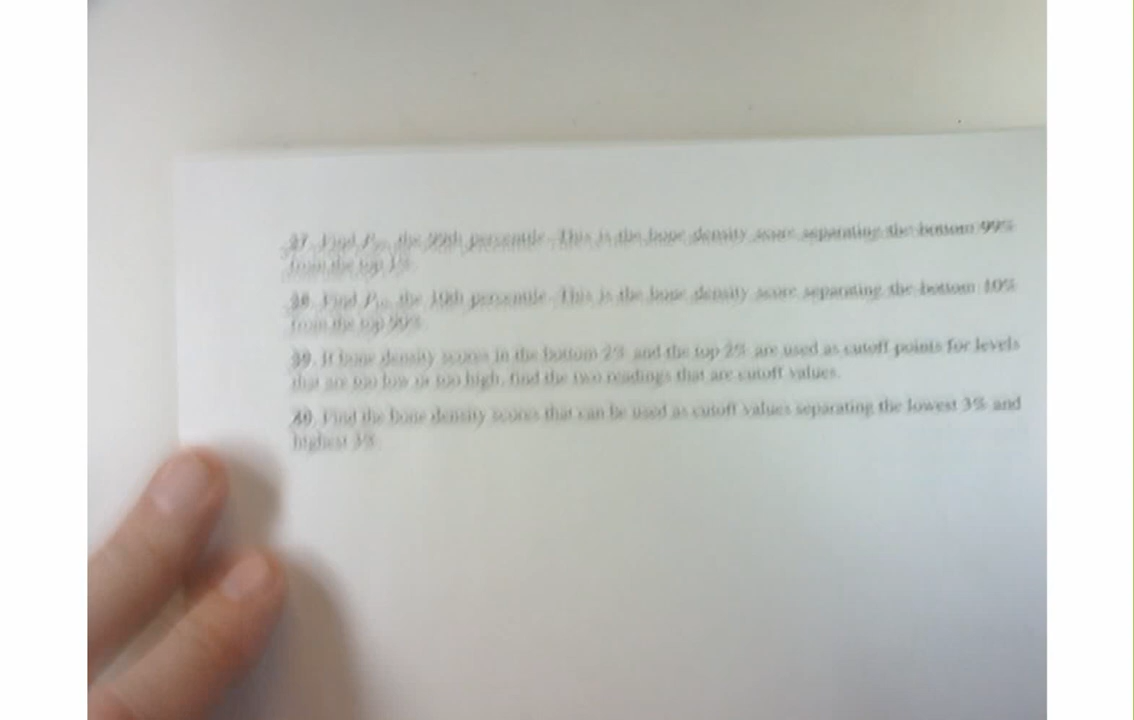 37. Find P₉₉, the 99th percentile. This is the bone density score separating the bottom 99%
from the top 1%.
38. Find P₁₀, the 10th percentile. This is the bone density score separating the bottom 10%
from the top 90%.
39. If bone density scores in the bottom 2% and the top 2% are used as cutoff points for levels
that are too low or too high, find the two readings that are cutoff values.
40. Find the bone density scores that can be used as cutoff values separating the lowest 3% and
highest 3%.